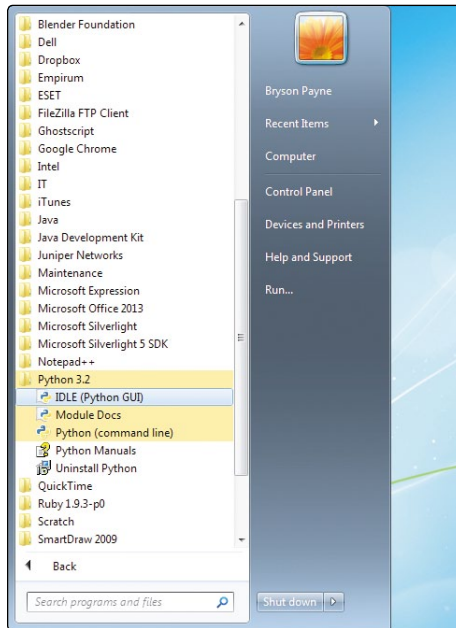 Blender Foundation
Dell
Dropbox
Empirum
ESET
FileZilla FTP Client
Ghostscript
Google Chrome
Intel
IT
iTunes
Java
Java Development Kit
Juniper Networks
Maintenance
Microsoft Expression
Microsoft Office 2013
Microsoft Silverlight
Microsoft Silverlight 5 SDK
Notepad++
Python 3.2
IDLE (Python GUI)
Module Docs
Python (command line)
Python Manuals
Uninstall Python
QuickTime
Ruby 1.9.3-p0
Scratch
SmartDraw 2009
Back
Search programs and files
Bryson Payne
Recent Items
Computer
Control Panel
Devices and Printers
Help and Support
Run...
Shut down